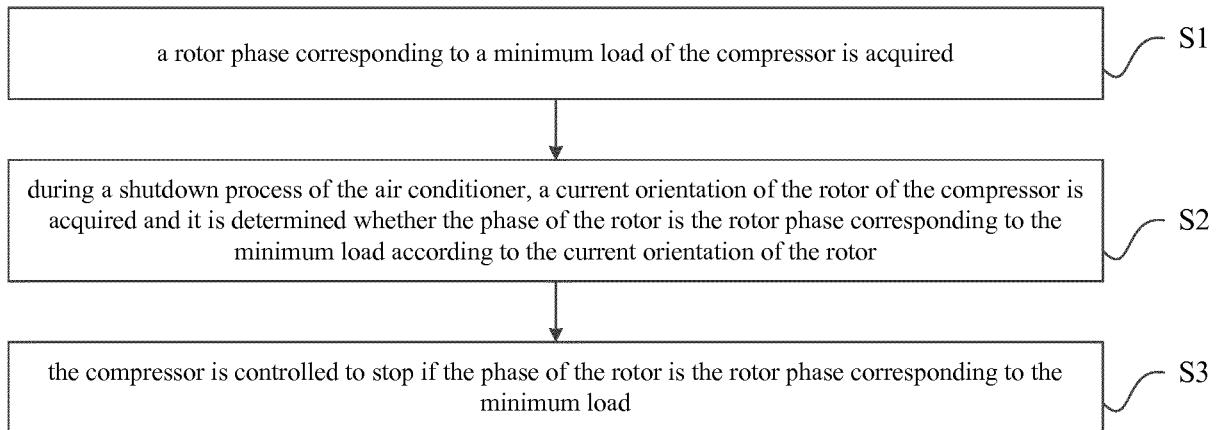 a rotor phase corresponding to a minimum load of the compressor is acquired
S1
during a shutdown process of the air conditioner, a current orientation of the rotor of the compressor is
acquired and it is determined whether the phase of the rotor is the rotor phase corresponding to the
minimum load according to the current orientation of the rotor
S2
the compressor is controlled to stop if the phase of the rotor is the rotor phase corresponding to the
minimum load
S3